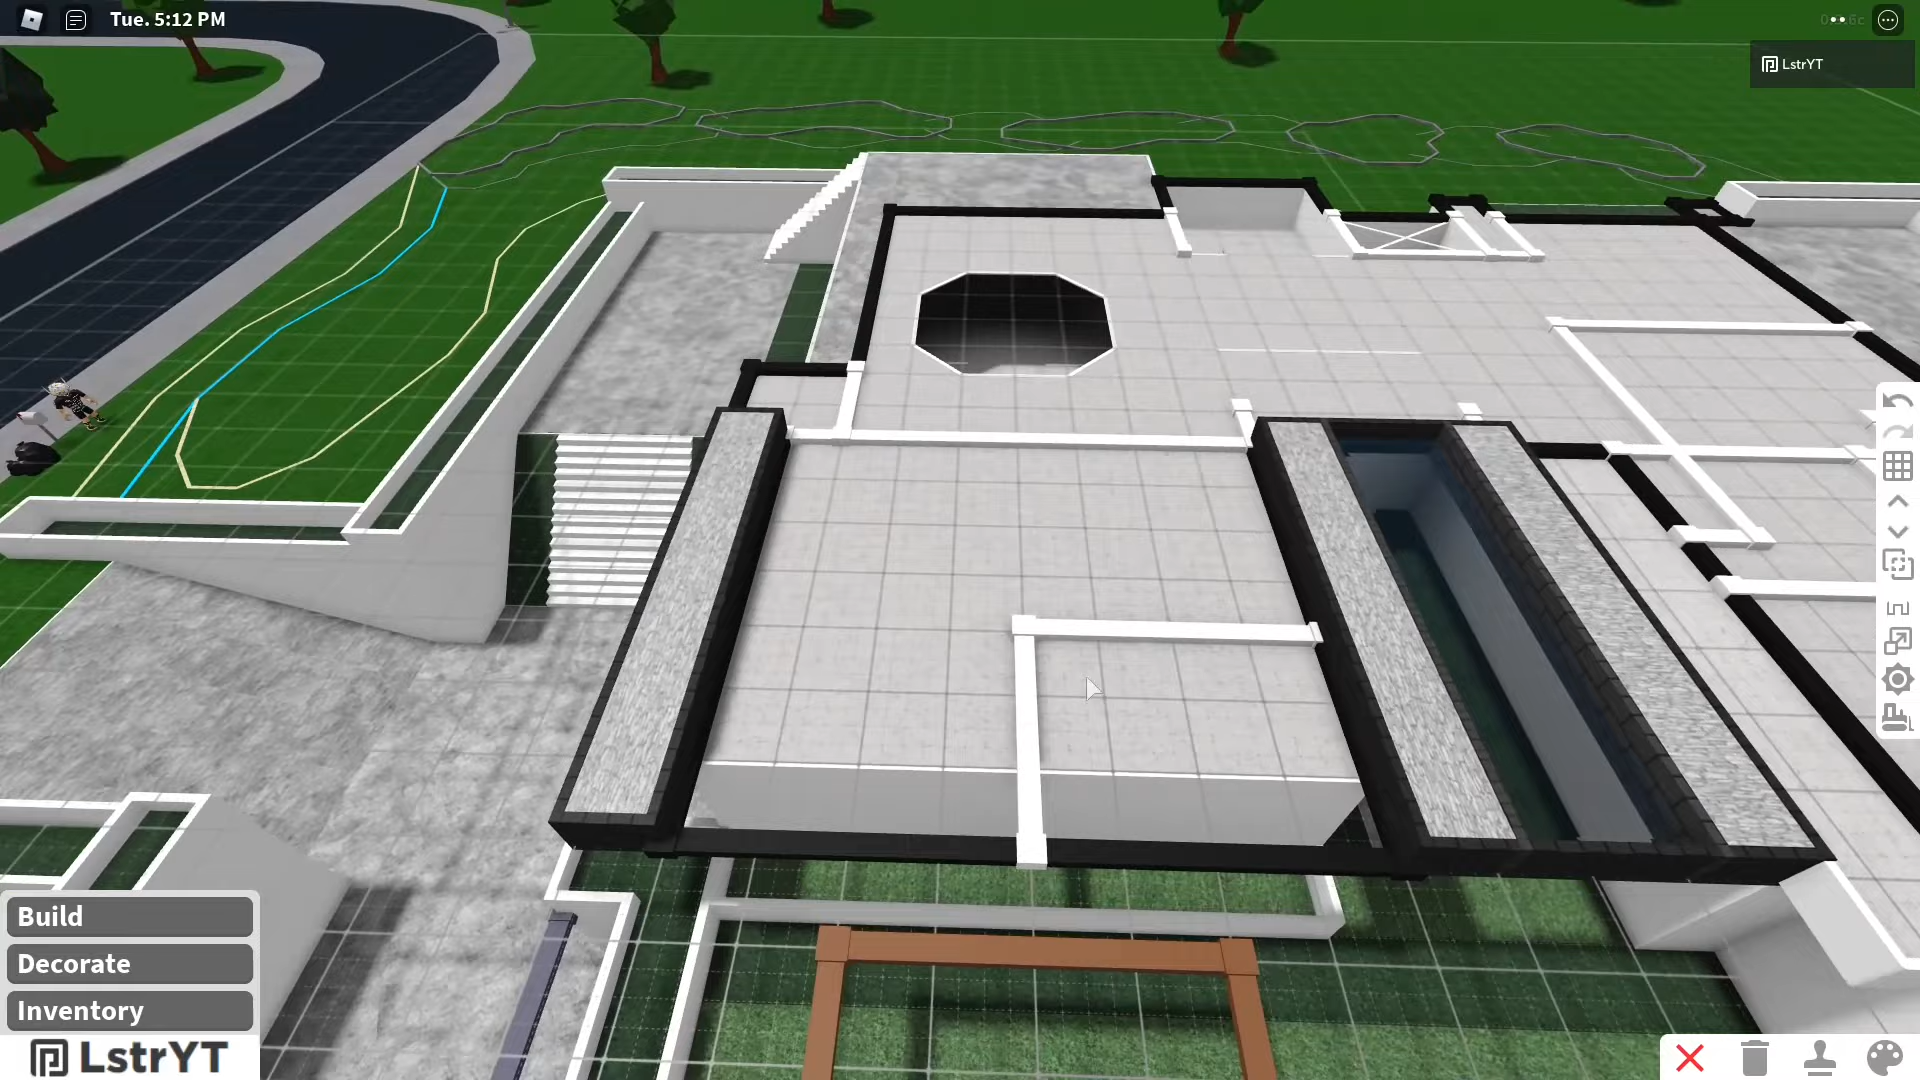 Tue. 5:12 PM
LstrYT
Build
Decorate
Inventory
LstrYT